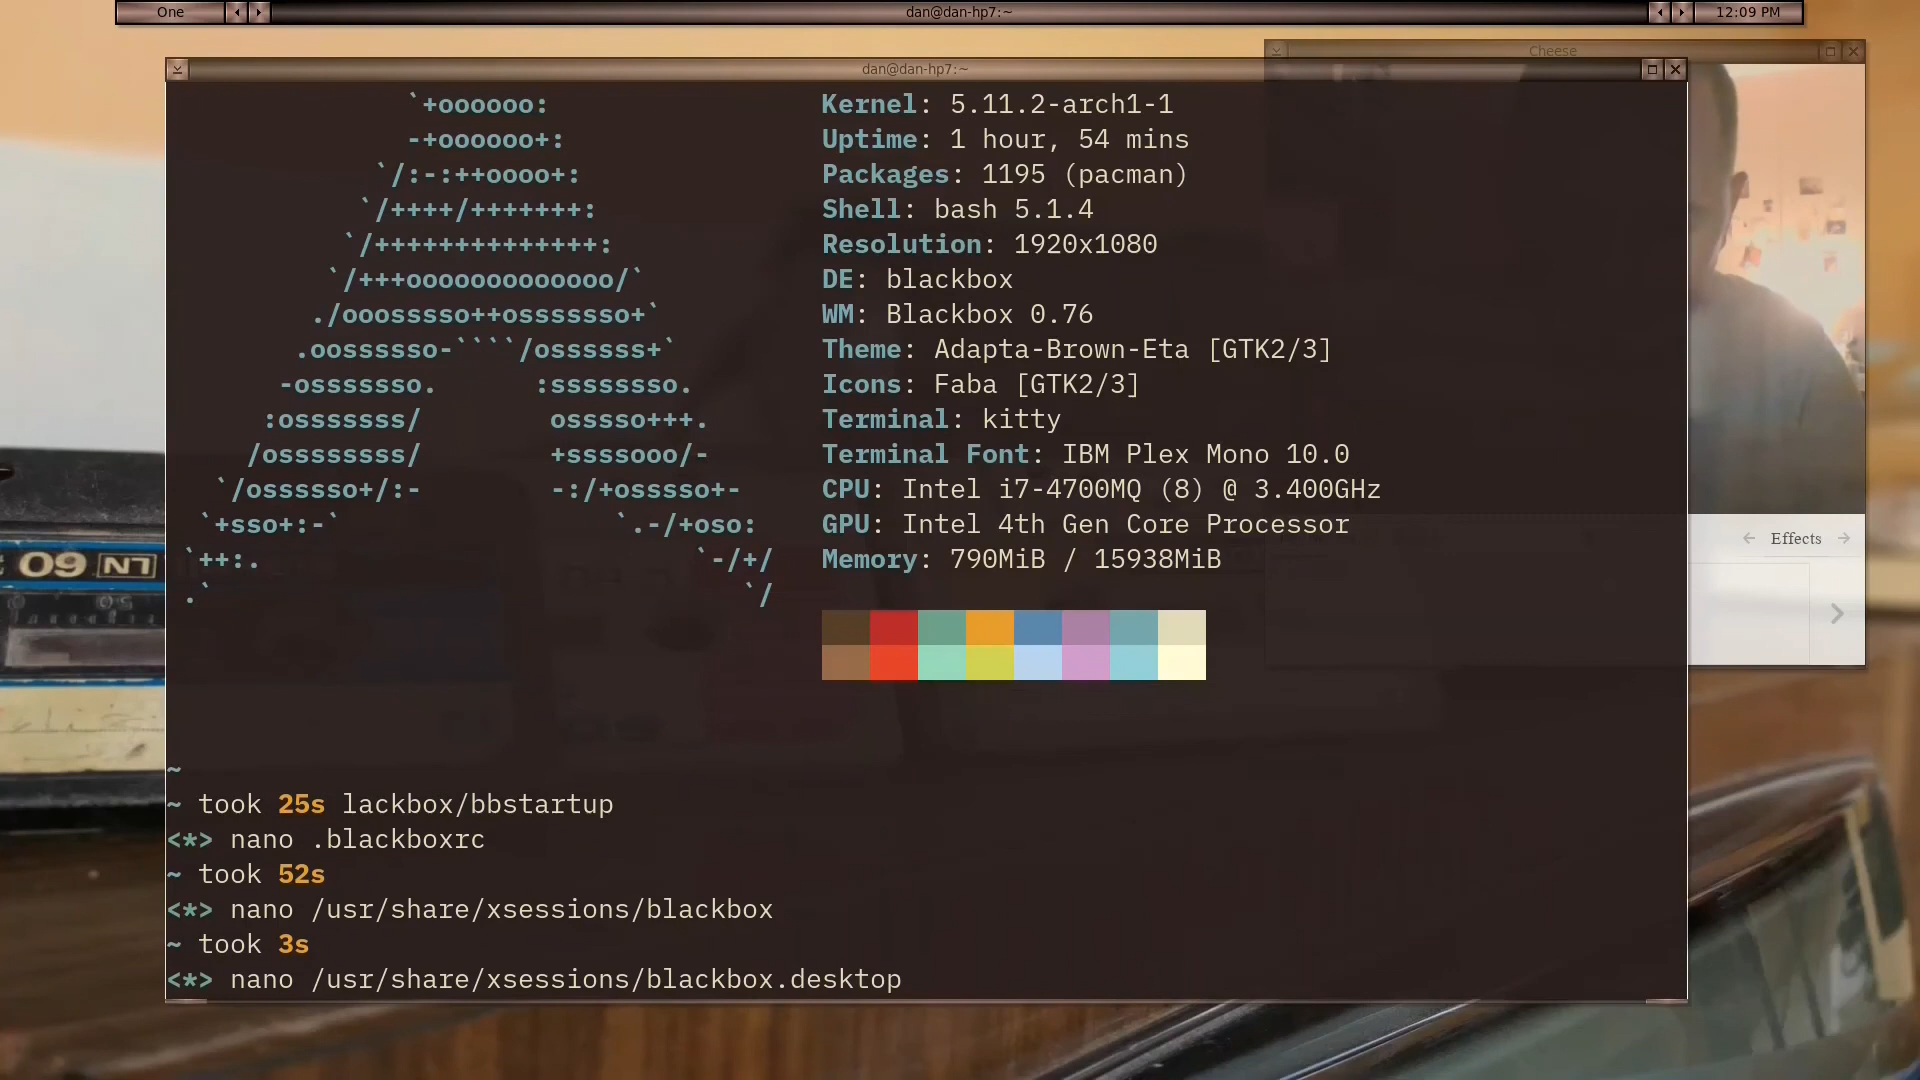 One
dan@dan-hp7:~
12:09 PM
Cheese
dan@dan-hp7:~
`+oooooo:
-+oooooo+:
`/:-:++oooo+:
`/++++/+++++++:
`/++++++++++++++:
`/+++ooooooooooooo/`
./ooosssso++osssssso+`
.oossssso-````/ossssss+`
-osssssso.      :ssssssso.
:osssssss/        osssso+++.
/ossssssss/        +ssssooo/-
`/ossssso+/:-        -:/+osssso+-
`+sso+:-`                 `.-/+oso:
`++:.                           `-/+/
.`                                 `/
Kernel: 5.11.2-arch1-1
Uptime: 1 hour, 54 mins
Packages: 1195 (pacman)
Shell: bash 5.1.4
Resolution: 1920x1080
DE: blackbox
WM: Blackbox 0.76
Theme: Adapta-Brown-Eta [GTK2/3]
Icons: Faba [GTK2/3]
Terminal: kitty
Terminal Font: IBM Plex Mono 10.0
CPU: Intel i7-4700MQ (8) @ 3.400GHz
GPU: Intel 4th Gen Core Processor
Memory: 790MiB / 15938MiB
Effects
LN 60
~
~ took 25s lackbox/bbstartup
<*> nano .blackboxrc
~ took 52s
<*> nano /usr/share/xsessions/blackbox
~ took 3s
<*> nano /usr/share/xsessions/blackbox.desktop